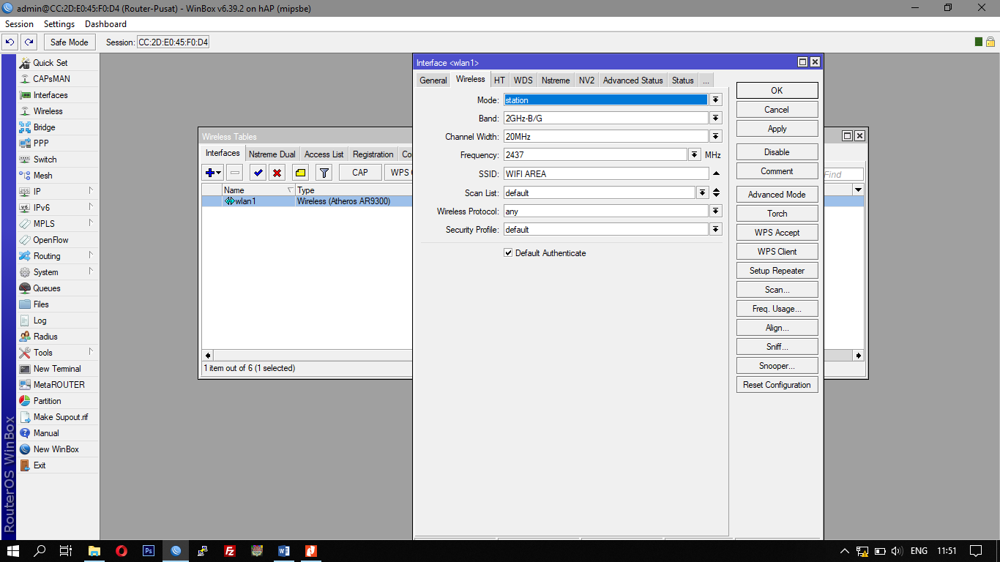 admin@CC:2D:E0:45:F0:D4 (Router-Pusat) - WinBox v6.39.2 on hAP (mipsbe)
Session Settings Dashboard
Safe Mode Session: CC:2D:E0:45:F0:D4
Quick Set
CAPsMAN
Interfaces
Wireless
Bridge
PPP
Switch
Mesh
IP
IPv6
MPLS
OpenFlow
Routing
System
Queues
Files
Log
Radius
Tools
New Terminal
MetaROUTER
Partition
Make Supout.rif
Manual
New WinBox
Exit
RouterOS WinBox
Wireless Tables
Interfaces Nstreme Dual Access List Registration Co
CAP WPS
Find
Name Type
wlan1 Wireless (Atheros AR9300)
1 item out of 6 (1 selected)
Interface <wlan1>
General Wireless HT WDS Nstreme NV2 Advanced Status Status ...
Mode: station
Band: 2GHz-B/G
Channel Width: 20MHz
Frequency: 2437 MHz
SSID: WIFI AREA
Scan List: default
Wireless Protocol: any
Security Profile: default
Default Authenticate
OK
Cancel
Apply
Disable
Comment
Advanced Mode
Torch
WPS Accept
WPS Client
Setup Repeater
Scan...
Freq. Usage...
Align...
Sniff...
Snooper...
Reset Configuration
ENG 11:51